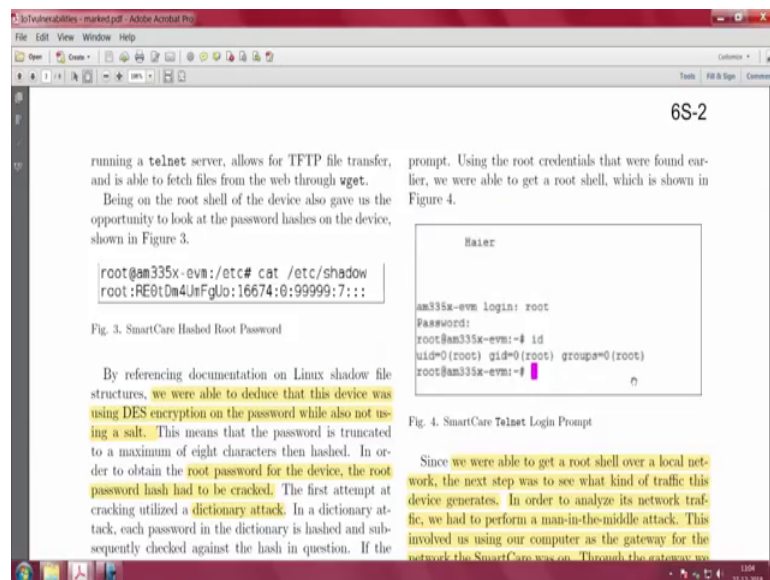 IoTvulnerabilities - marked.pdf - Adobe Acrobat Pro
File Edit View Window Help
Open Create Customize
Tools Fill & Sign Comment
6S-2
running a telnet server, allows for TFTP file transfer,
and is able to fetch files from the web through wget.
Being on the root shell of the device also gave us the
opportunity to look at the password hashes on the device,
shown in Figure 3.
root@am335x-evm:/etc# cat /etc/shadow
root:RE0tDm4UmFgUo:16674:0:99999:7:::
Fig. 3. SmartCare Hashed Root Password
By referencing documentation on Linux shadow file
structures, we were able to deduce that this device was
using DES encryption on the password while also not us-
ing a salt. This means that the password is truncated
to a maximum of eight characters then hashed. In or-
der to obtain the root password for the device, the root
password hash had to be cracked. The first attempt at
cracking utilized a dictionary attack. In a dictionary at-
tack, each password in the dictionary is hashed and sub-
sequently checked against the hash in question. If the
prompt. Using the root credentials that were found ear-
lier, we were able to get a root shell, which is shown in
Figure 4.
Haier
am335x-evm login: root
Password:
root@am335x-evm:~# id
uid=0(root) gid=0(root) groups=0(root)
root@am335x-evm:~#
Fig. 4. SmartCare Telnet Login Prompt
Since we were able to get a root shell over a local net-
work, the next step was to see what kind of traffic this
device generates. In order to analyze its network traf-
fic, we had to perform a man-in-the-middle attack. This
involved us using our computer as the gateway for the
network the SmartCare was on. Through the gateway we
13:04